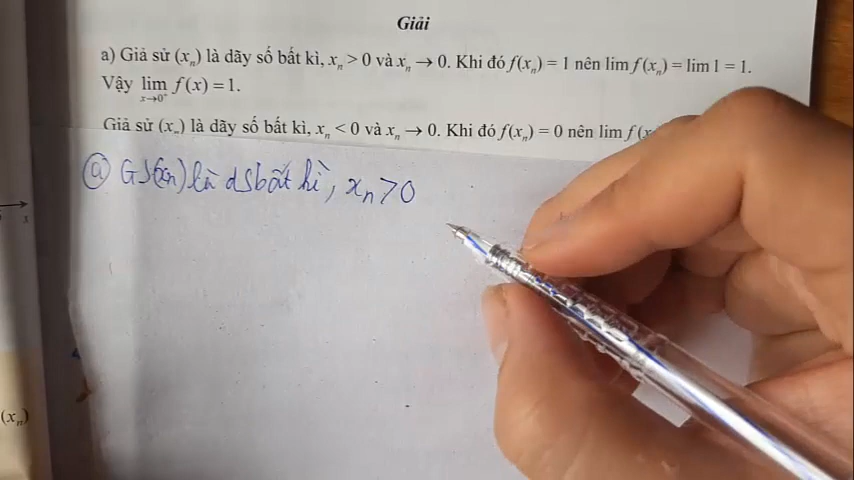 Giải
a) Giả sử (xₙ) là dãy số bất kì, xₙ > 0 và xₙ → 0. Khi đó f(xₙ) = 1 nên lim f(xₙ) = lim 1 = 1.
Vậy lim f(x) = 1.
x→0⁺
Giả sử (xₙ) là dãy số bất kì, xₙ < 0 và xₙ → 0. Khi đó f(xₙ) = 0 nên lim f(x
ⓐ GS(xn) là dS bất kì, xn > 0
x
(xₙ)